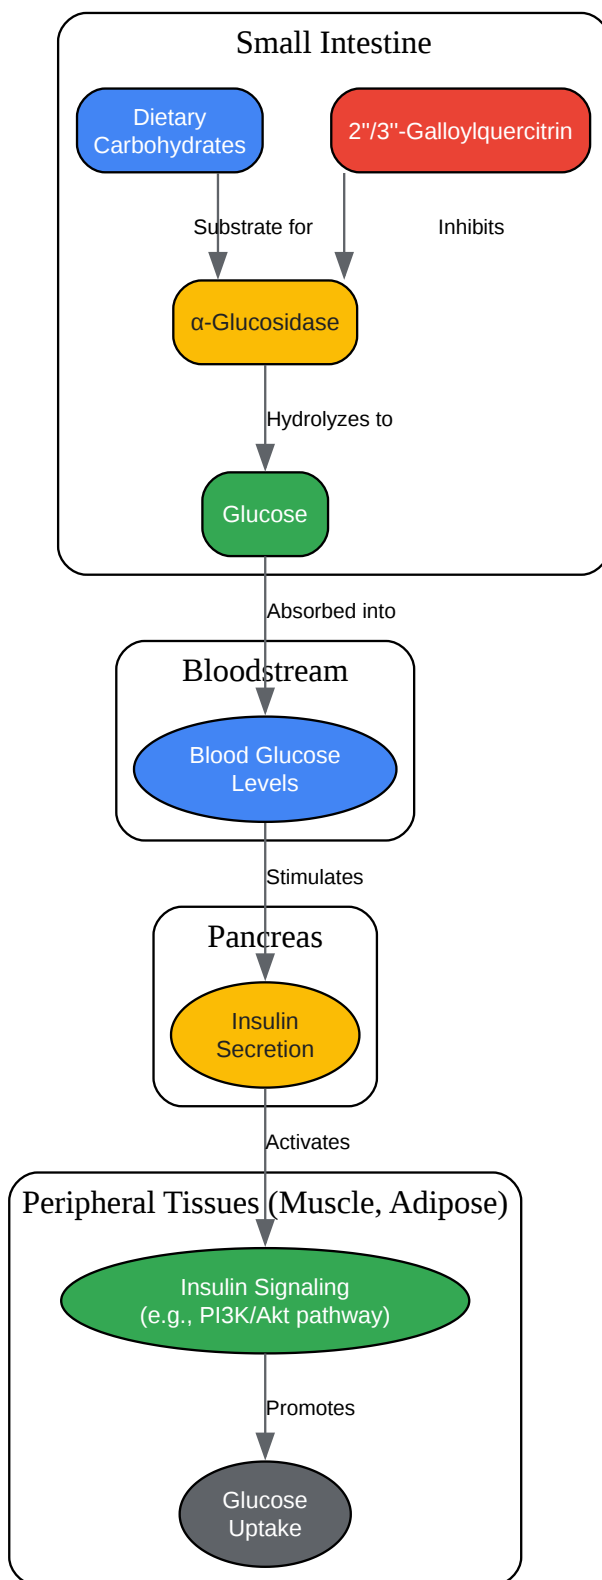 Small Intestine
Dietary
Carbohydrates
2''/3''-Galloylquercitrin
Substrate for
Inhibits
α-Glucosidase
Hydrolyzes to
Glucose
Absorbed into
Bloodstream
Blood Glucose
Levels
Stimulates
Pancreas
Insulin
Secretion
Activates
Peripheral Tissues (Muscle, Adipose)
Insulin Signaling
(e.g., PI3K/Akt pathway)
Promotes
Glucose
Uptake